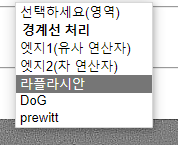 선택하세요(영역)
경계선 처리
엣지1(유사 연산자)
엣지2(차 연산자)
라플라시안
DoG
prewitt